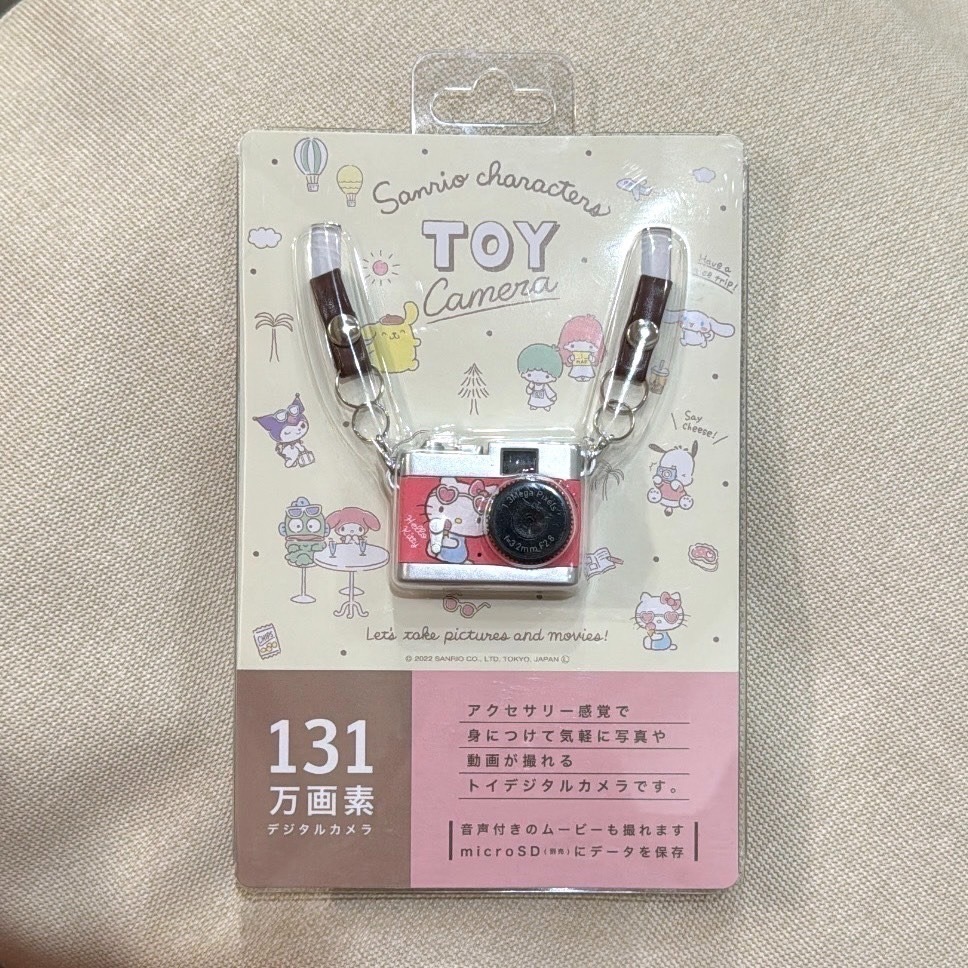 Sanrio characters
TOY
Camera
Have a
trip!
Say
cheese!
Hello
Kitty
1.3Mega Pixels
f=3.2mm,F2.8
CHIPS
Let's take pictures and movies!
© 2022 SANRIO CO., LTD. TOKYO, JAPAN Ⓛ
131
万画素
デジタルカメラ
アクセサリー感覚で
身につけて気軽に写真や
動画が撮れる
トイデジタルカメラです。
音声付きのムービーも撮れます
microSD(別売)にデータを保存